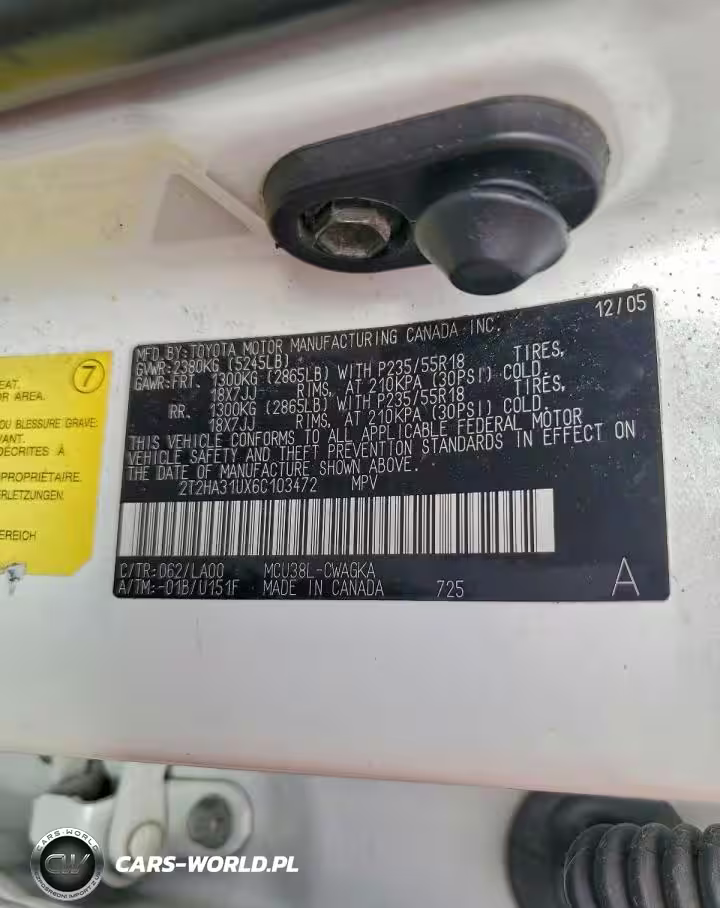 12/05
MFD. BY: TOYOTA MOTOR MANUFACTURING CANADA INC.
GVWR: 2380KG (5245LB)
GAWR: FRT. 1300KG (2865LB) WITH P235/55R18 TIRES,
18X7JJ RIMS, AT 210KPA (30PSI) COLD.
RR. 1300KG (2865LB) WITH P235/55R18 TIRES,
18X7JJ RIMS, AT 210KPA (30PSI) COLD.
THIS VEHICLE CONFORMS TO ALL APPLICABLE FEDERAL MOTOR
VEHICLE SAFETY AND THEFT PREVENTION STANDARDS IN EFFECT ON
THE DATE OF MANUFACTURE SHOWN ABOVE.
2T2HA31UX6C103472 MPV
C/TR: 062/LA00 MCU38L-CWAGKA
A/TM: -01B/U151F MADE IN CANADA 725
A
7
EAT.
OR AREA.
OU BLESSURE GRAVE
VANT.
DÉCRITES À
PROPRIÉTAIRE.
ERLETZUNGEN.
EREICH
CARS-WORLD
CW
CARS-WORLD.PL